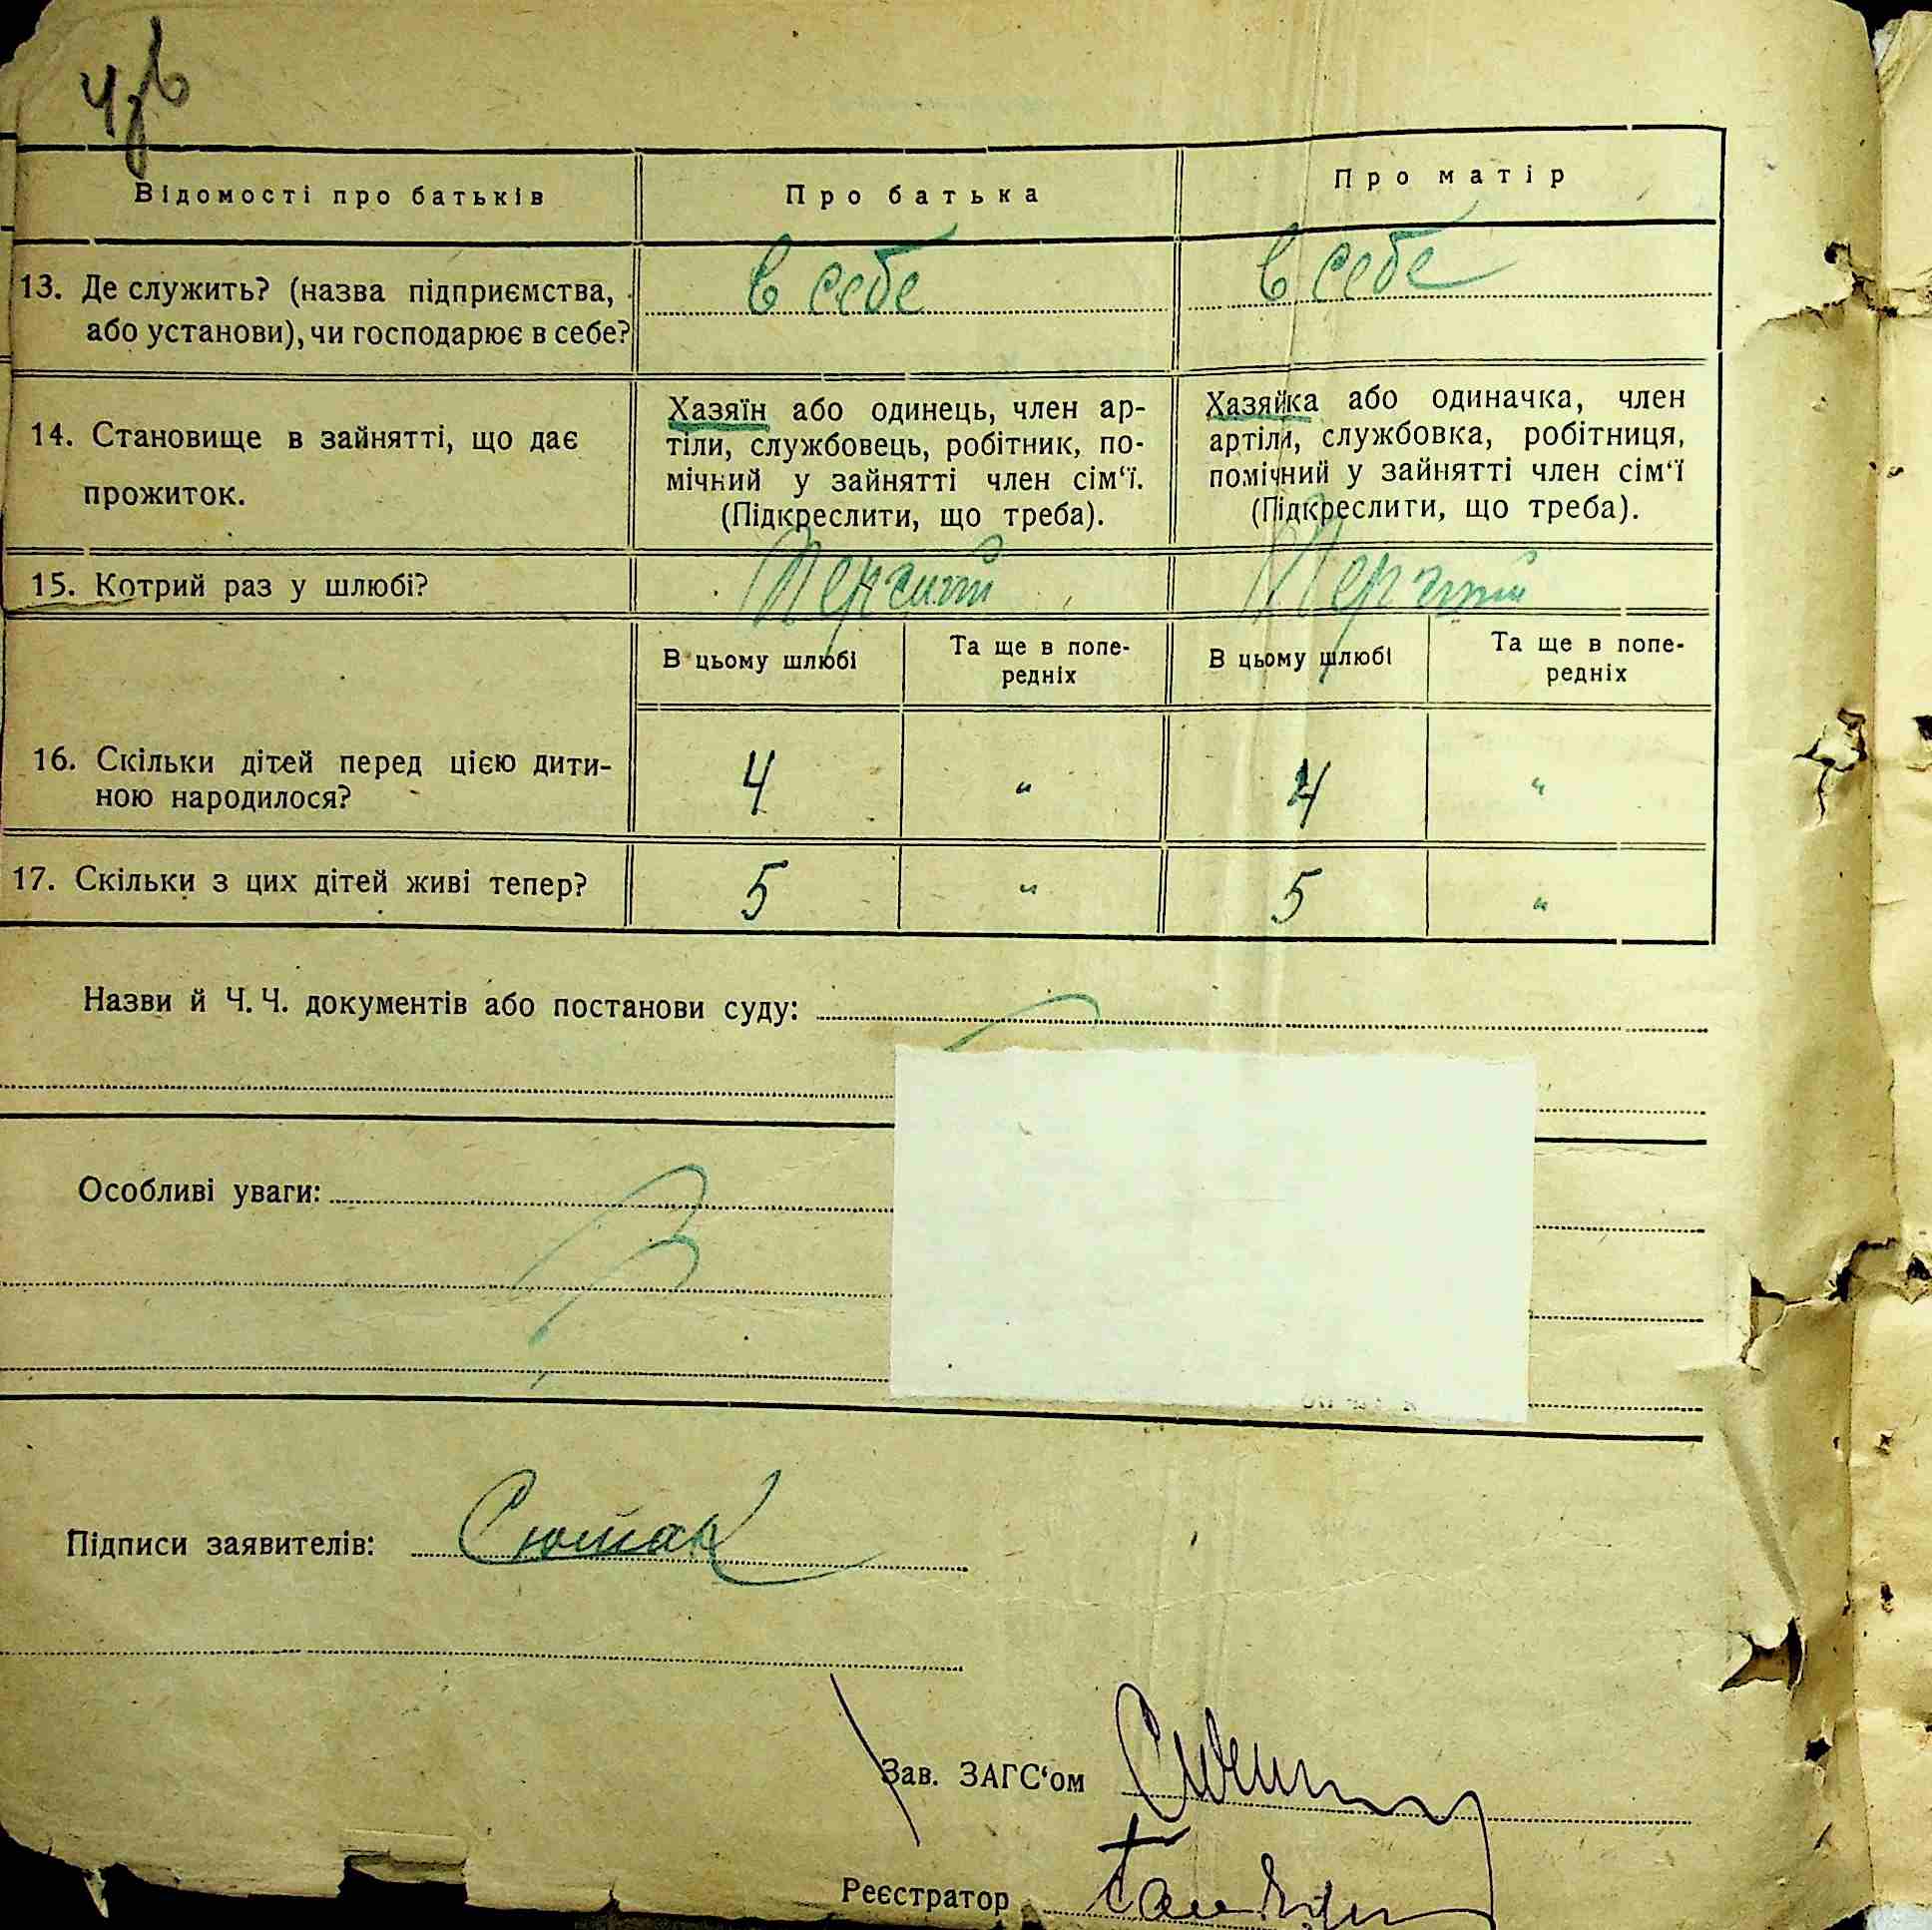 Відомості про батьків
Про батька
Про матір
13. Де служить? (назва підприємства,
або установи), чи господарює в себе?
в себе
в себе
14. Становище в зайнятті, що дає
прожиток.
Хазяїн або одинець, член ар-
тіли, службовець, робітник, по-
мічний у зайнятті член сім‘ї.
(Підкреслити, що треба).
Хазяйка або одиначка, член
артіли, службовка, робітниця,
помічний у зайнятті член сім‘ї
(Підкреслити, що треба).
15. Котрий раз у шлюбі?
Перший
Перший
В цьому шлюбі
Та ще в попе-
редніх
В цьому шлюбі
Та ще в попе-
редніх
16. Скільки дітей перед цією дити-
ною народилося?
4
"
4
"
17. Скільки з цих дітей живі тепер?
5
"
5
"
Назви й Ч. Ч. документів або постанови суду:
Особливі уваги:
Підписи заявителів:
Зав. ЗАГС‘ом
Реєстратор